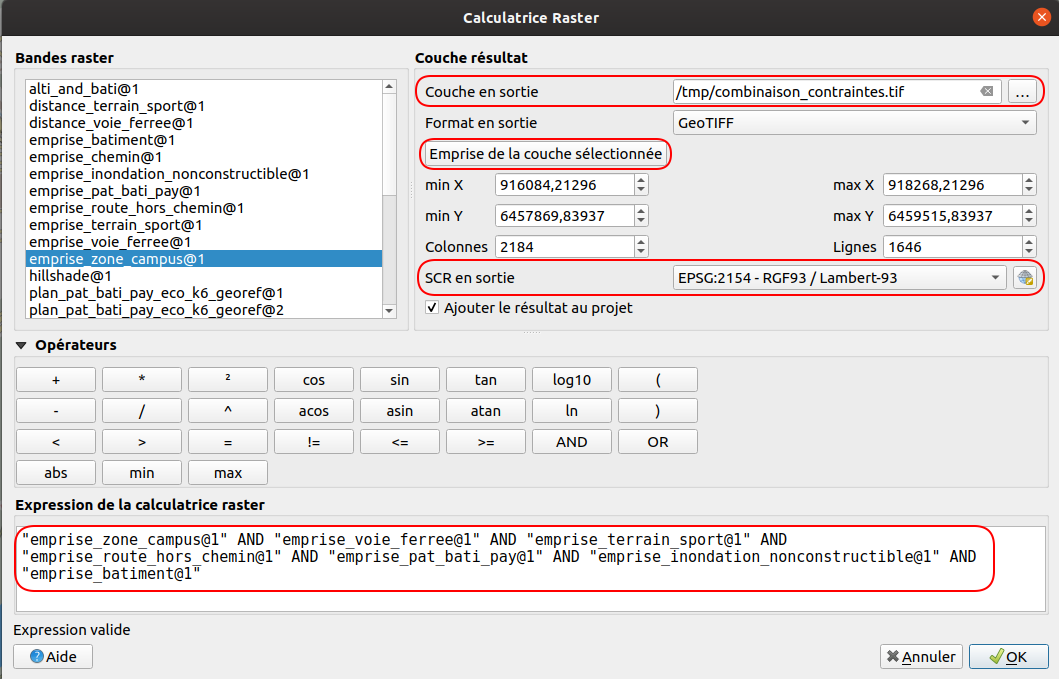 Calculatrice Raster
Bandes raster
alti_and_bati@1
distance_terrain_sport@1
distance_voie_ferree@1
emprise_batiment@1
emprise_chemin@1
emprise_inondation_nonconstructible@1
emprise_pat_bati_pay@1
emprise_route_hors_chemin@1
emprise_terrain_sport@1
emprise_voie_ferree@1
emprise_zone_campus@1
hillshade@1
plan_pat_bati_pay_eco_k6_georef@1
plan_pat_bati_pay_eco_k6_georef@2
Couche résultat
Couche en sortie /tmp/combinaison_contraintes.tif ...
Format en sortie GeoTIFF
Emprise de la couche sélectionnée
min X 916084,21296 max X 918268,21296
min Y 6457869,83937 max Y 6459515,83937
Colonnes 2184 Lignes 1646
SCR en sortie EPSG:2154 - RGF93 / Lambert-93
Ajouter le résultat au projet
Opérateurs
+ * ² cos sin tan log10 (
- / ^ acos asin atan ln )
< > = != <= >= AND OR
abs min max
Expression de la calculatrice raster
"emprise_zone_campus@1" AND "emprise_voie_ferree@1" AND "emprise_terrain_sport@1" AND
"emprise_route_hors_chemin@1" AND "emprise_pat_bati_pay@1" AND "emprise_inondation_nonconstructible@1" AND
"emprise_batiment@1"
Expression valide
Aide Annuler OK